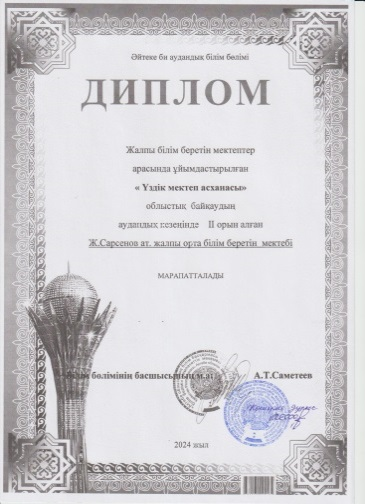 Әйтеке би аудандық білім бөлімі
ДИПЛОМ
Жалпы білім беретін мектептер
арасында ұйымдастырылған
« Үздік мектеп асханасы»
облыстық байқаудың
аудандық кезеңінде II орын алған
Ж.Сарсенов ат. жалпы орта білім беретін мектебі
МАРАПАТТАЛАДЫ
бөлімінің басшысының м.а: А.Т.Саметеев
2024 жыл